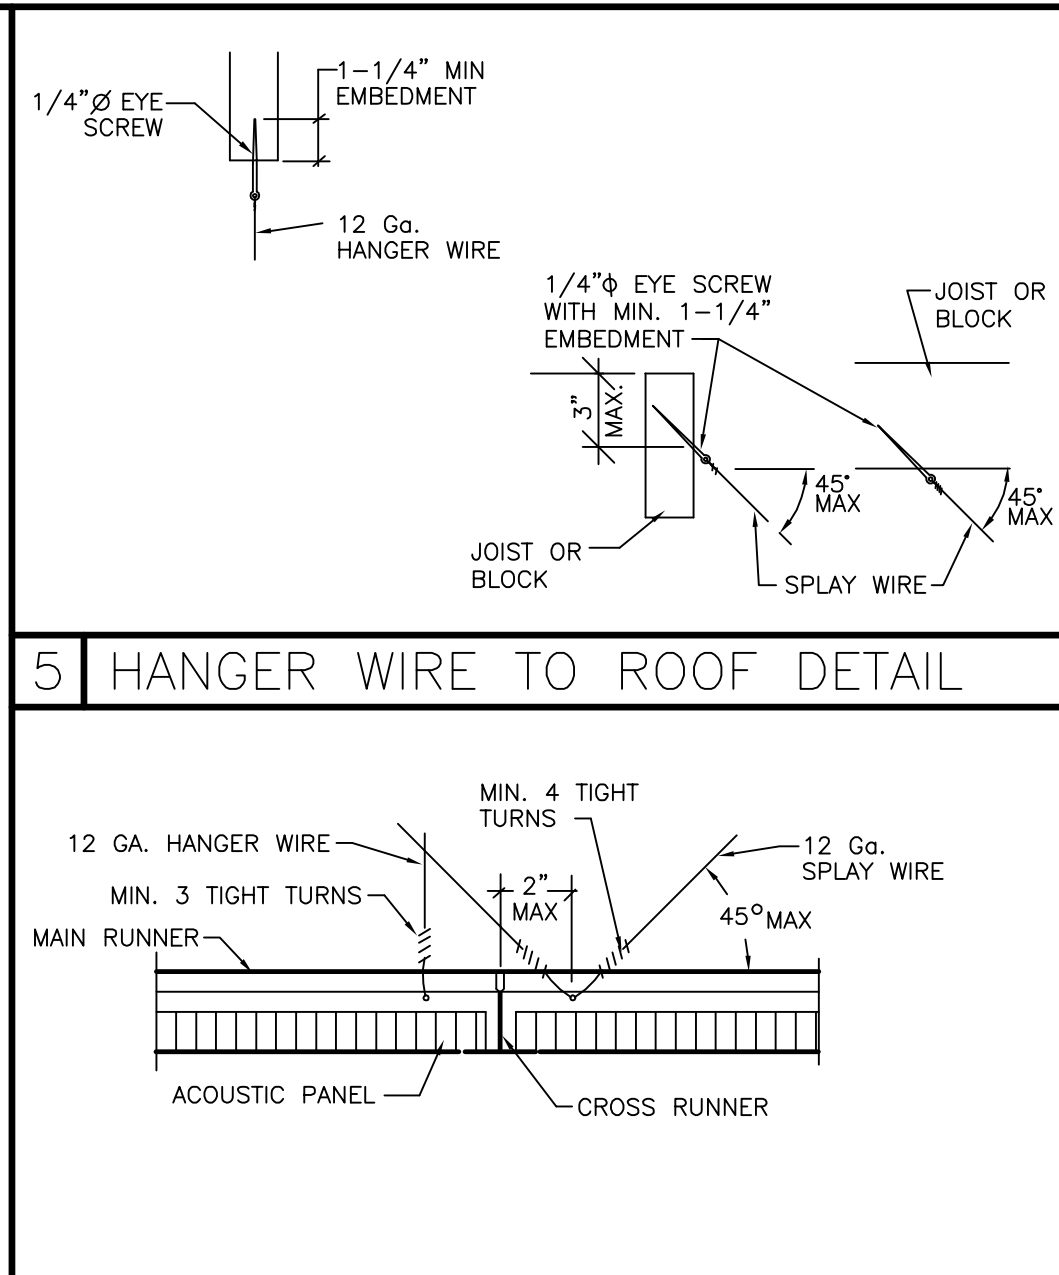 1/4"Ø EYE
SCREW
1-1/4" MIN
EMBEDMENT
12 Ga.
HANGER WIRE
1/4"ϕ EYE SCREW
WITH MIN. 1-1/4"
EMBEDMENT
JOIST OR
BLOCK
3"
MAX.
45°
MAX
45°
MAX
JOIST OR
BLOCK
SPLAY WIRE
5 HANGER WIRE TO ROOF DETAIL
MIN. 4 TIGHT
TURNS
12 GA. HANGER WIRE
12 Ga.
SPLAY WIRE
MIN. 3 TIGHT TURNS
2"
MAX
45° MAX
MAIN RUNNER
ACOUSTIC PANEL
CROSS RUNNER